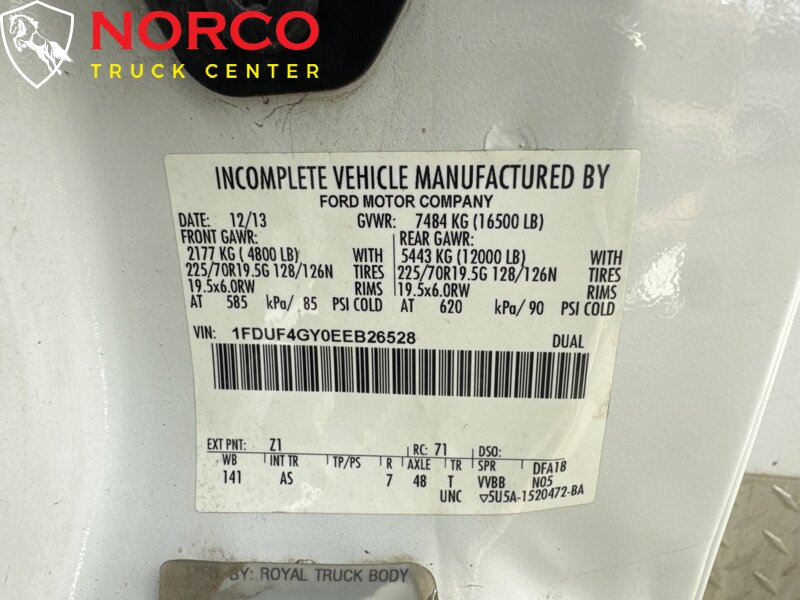 NORCO
TRUCK CENTER
INCOMPLETE VEHICLE MANUFACTURED BY
FORD MOTOR COMPANY
DATE: 12/13 GVWR: 7484 KG (16500 LB)
FRONT GAWR: REAR GAWR:
2177 KG ( 4800 LB) WITH 5443 KG (12000 LB) WITH
225/70R19.5G 128/126N TIRES 225/70R19.5G 128/126N TIRES
19.5x6.0RW RIMS 19.5x6.0RW RIMS
AT 585 kPa/ 85 PSI COLD AT 620 kPa/ 90 PSI COLD
VIN: 1FDUF4GY0EEB26528 DUAL
EXT PNT: Z1 RC: 71 DSO:
WB INT TR TP/PS R AXLE TR SPR DFA18
141 AS 7 48 T VVBB N05
UNC ▽5U5A-1520472-BA
BY: ROYAL TRUCK BODY